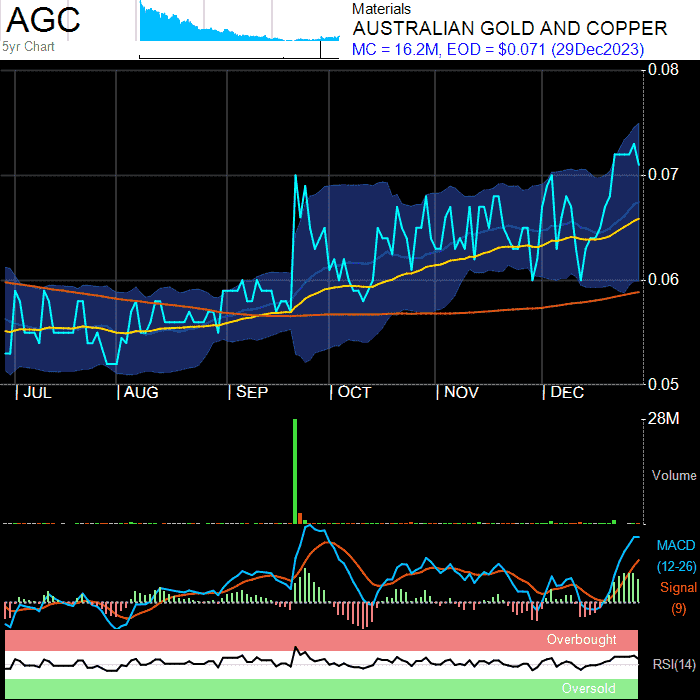 AGC
5yr Chart
Materials
AUSTRALIAN GOLD AND COPPER
MC = 16.2M, EOD = $0.071 (29Dec2023)
0.08
0.07
0.06
0.05
JUL
AUG
SEP
OCT
NOV
DEC
28M
Volume
MACD
(12-26)
Signal
(9)
Overbought
RSI(14)
Oversold